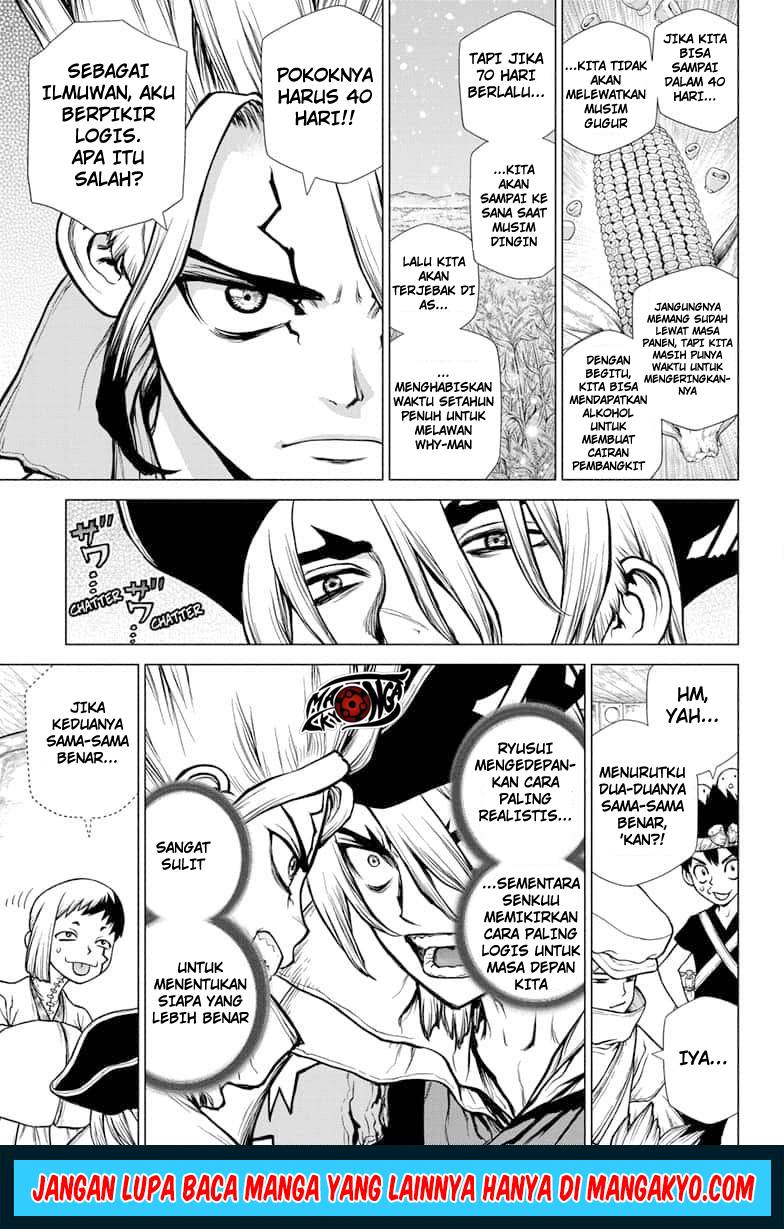 JIKA KITA
BISA
SAMPAI
DALAM 40
HARI...
...KITA TIDAK
AKAN
MELEWATKAN
MUSIM
GUGUR
JANGUNGNYA
MEMANG SUDAH
LEWAT MASA
PANEN, TAPI KITA
MASIH PUNYA
WAKTU UNTUK
MENGERINGKAN-
NYA
DENGAN
BEGITU,
KITA BISA
MENDAPATKAN
ALKOHOL
UNTUK
MEMBUAT
CAIRAN
PEMBANGKIT
TAPI JIKA
70 HARI
BERLALU...
...KITA
AKAN
SAMPAI KE
SANA SAAT
MUSIM
DINGIN
LALU KITA
AKAN
TERJEBAK DI
AS...
...
MENGHABISKAN
WAKTU SETAHUN
PENUH UNTUK
MELAWAN
WHY-MAN
POKOKNYA
HARUS 40
HARI!!
SEBAGAI
ILMUWAN, AKU
BERPIKIR
LOGIS.
APA ITU
SALAH?
ザワ...
CHATTER
ザワ...
CHATTER
HM,
YAH...
MENURUTKU
DUA-DUANYA
SAMA-SAMA
BENAR,
'KAN?!
IYA...
RYUSUI
MENGEDEPAN-
KAN CARA
PALING
REALISTIS...
...SEMENTARA
SENKUU
MEMIKIRKAN
CARA PALING
LOGIS UNTUK
MASA DEPAN
KITA
SANGAT
SULIT
UNTUK
MENENTUKAN
SIAPA YANG
LEBIH BENAR
JIKA
KEDUANYA
SAMA-SAMA
BENAR...
MANGAKYO
JANGAN LUPA BACA MANGA YANG LAINNYA HANYA DI MANGAKYO.COM